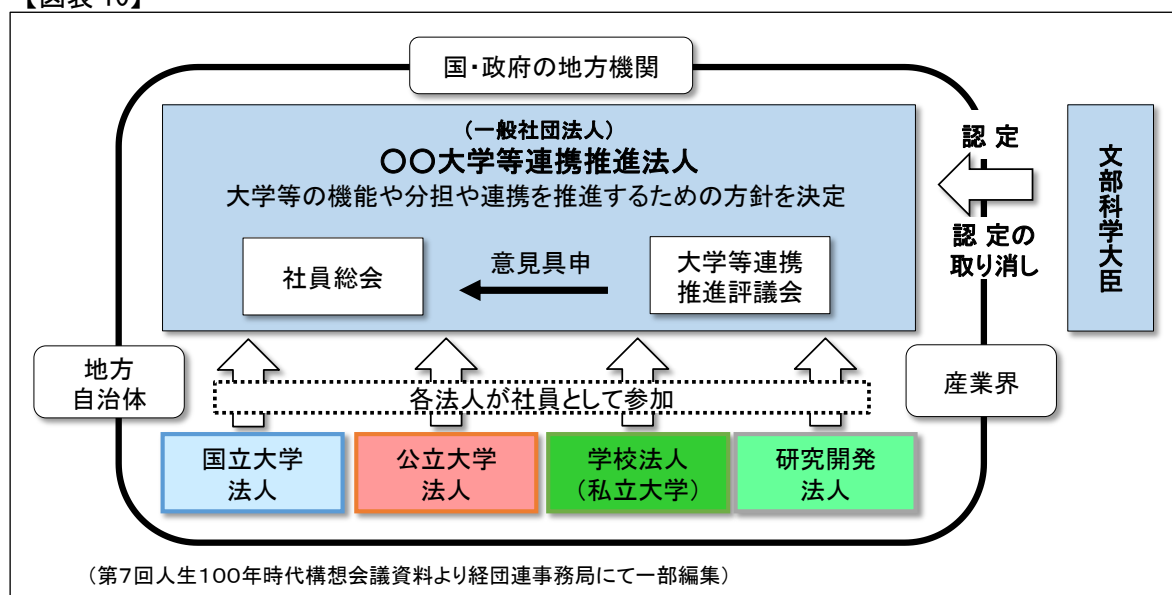 【図表 10】
国・政府の地方機関
（一般社団法人）
〇〇大学等連携推進法人
大学等の機能や分担や連携を推進するための方針を決定
社員総会
意見具申
大学等連携
推進評議会
認 定
認 定の
取り消し
文部科学大臣
地方
自治体
産業界
各法人が社員として参加
国立大学
法人
公立大学
法人
学校法人
（私立大学）
研究開発
法人
（第７回人生１００年時代構想会議資料より経団連事務局にて一部編集）